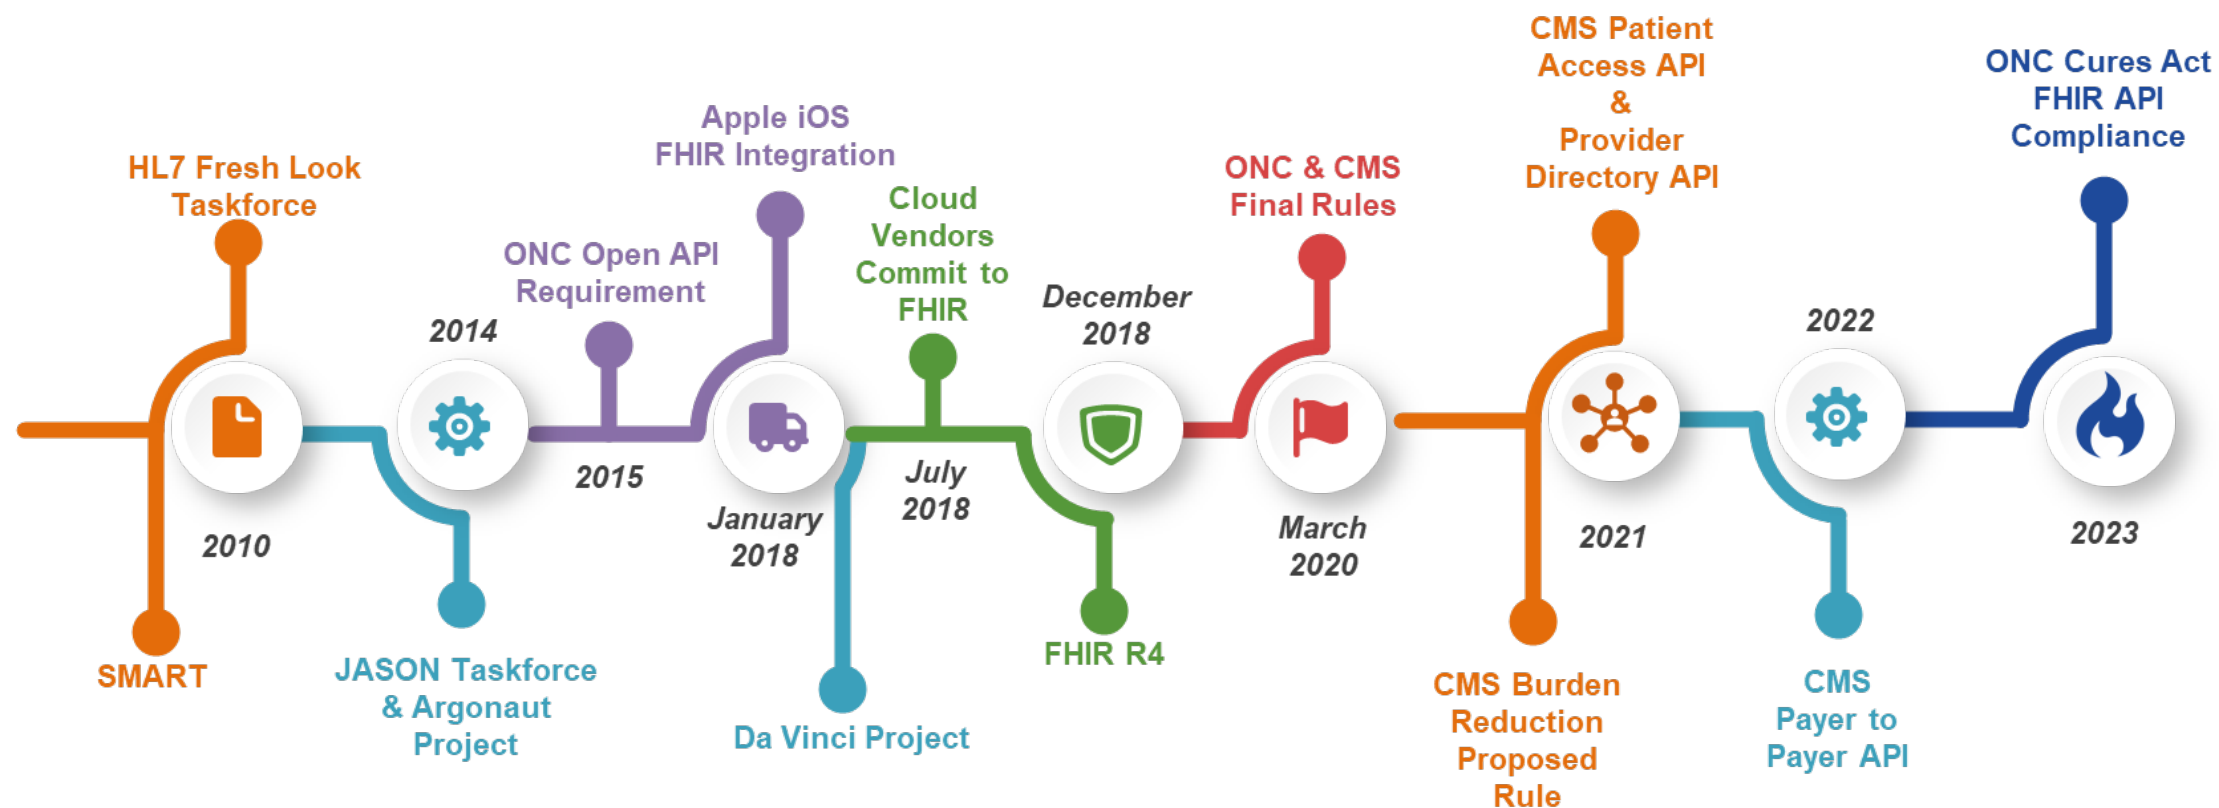 HL7 Fresh Look
Taskforce
2010
SMART
2014
JASON Taskforce
& Argonaut
Project
ONC Open API
Requirement
2015
Apple iOS
FHIR Integration
January
2018
Da Vinci Project
Cloud
Vendors
Commit to
FHIR
July
2018
December
2018
FHIR R4
ONC & CMS
Final Rules
March
2020
CMS Patient
Access API
&
Provider
Directory API
2021
CMS Burden
Reduction
Proposed
Rule
2022
CMS
Payer to
Payer API
ONC Cures Act
FHIR API
Compliance
2023